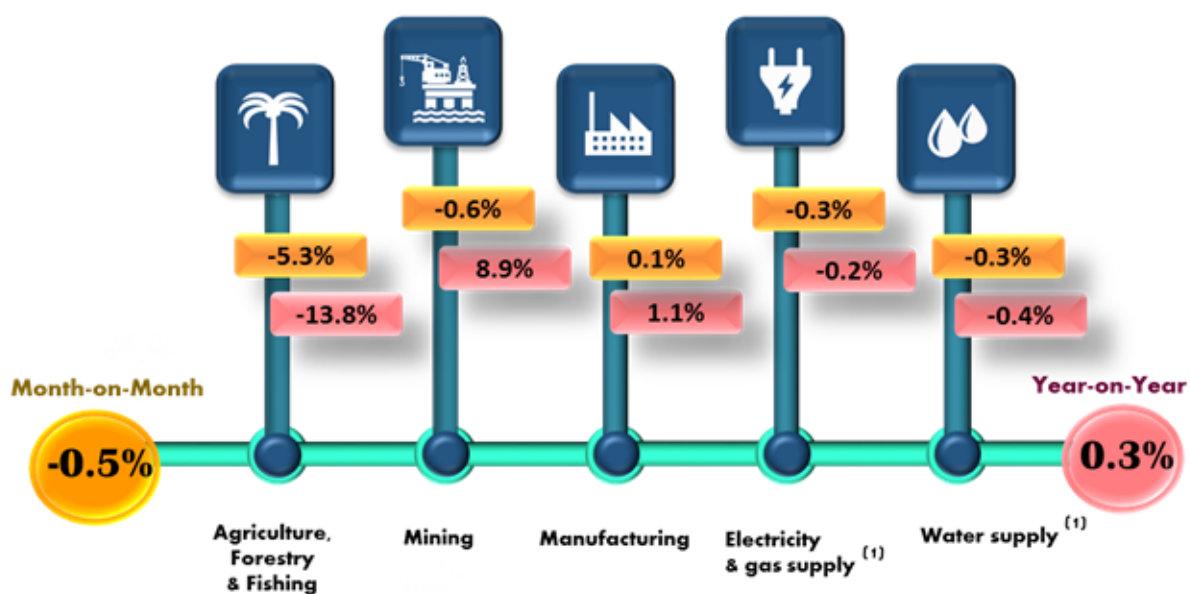 -0.6%
-0.3%
-5.3%
8.9%
0.1%
-0.2%
-0.3%
-13.8%
1.1%
-0.4%
Month-on-Month
Year-on-Year
-0.5%
0.3%
Agriculture,
Forestry
& Fishing
Mining
Manufacturing
Electricity
& gas supply (1)
Water supply (1)